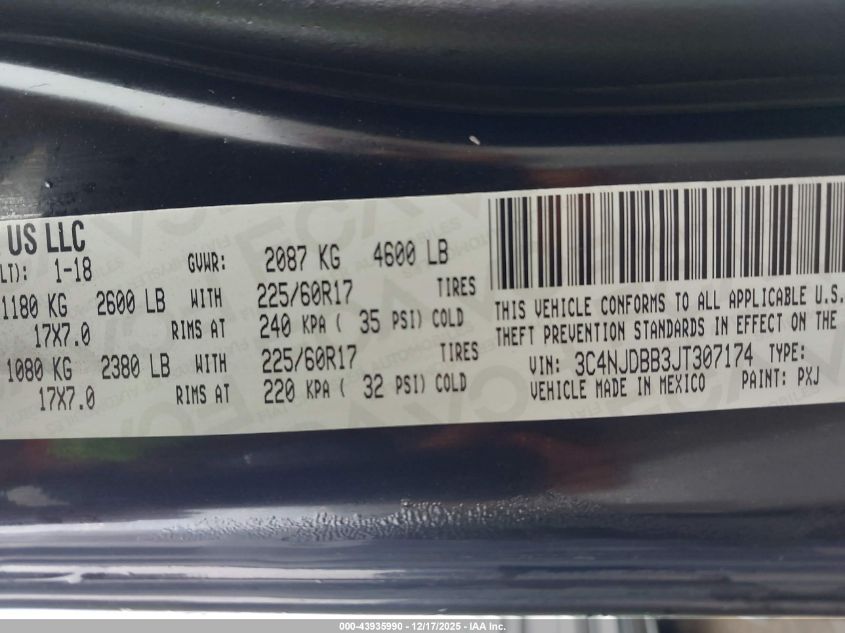 US LLC
LT): 1-18 GVWR: 2087 KG 4600 LB
1180 KG 2600 LB WITH 225/60R17 TIRES
17X7.0 RIMS AT 240 KPA ( 35 PSI) COLD
1080 KG 2380 LB WITH 225/60R17 TIRES
17X7.0 RIMS AT 220 KPA ( 32 PSI) COLD
THIS VEHICLE CONFORMS TO ALL APPLICABLE U.S.
THEFT PREVENTION STANDARDS IN EFFECT ON THE
VIN: 3C4NJDBB3JT307174 TYPE:
VEHICLE MADE IN MEXICO PAINT: PXJ
000-43935990 - 12/17/2025 - IAA Inc.